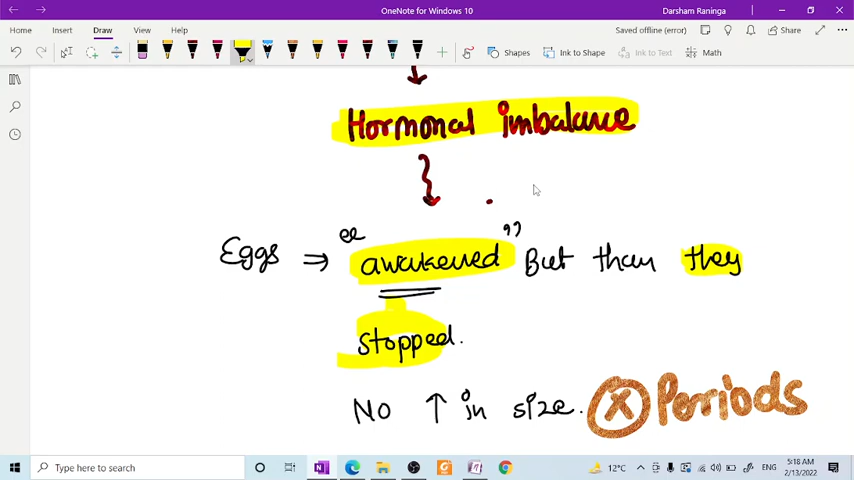 OneNote for Windows 10
Darsham Raninga
Home Insert Draw View Help
Saved offline (error) Share
Shapes Ink to Shape Ink to Text Math
Hormonal imbalance
Eggs ⇒ "awakened" But than they
stopped.
NO ↑ in size. X Periods
Type here to search
12°C ENG 5:18 AM
2/13/2022